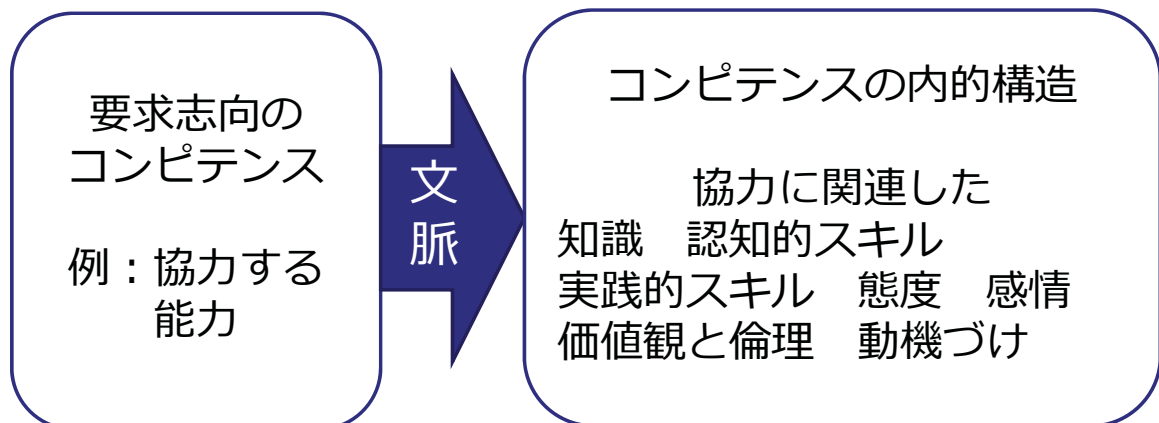 要求志向の
コンピテンス
例：協力する
能力
文
脈
コンピテンスの内的構造
協力に関連した
知識　認知的スキル
実践的スキル　態度　感情
価値観と倫理　動機づけ